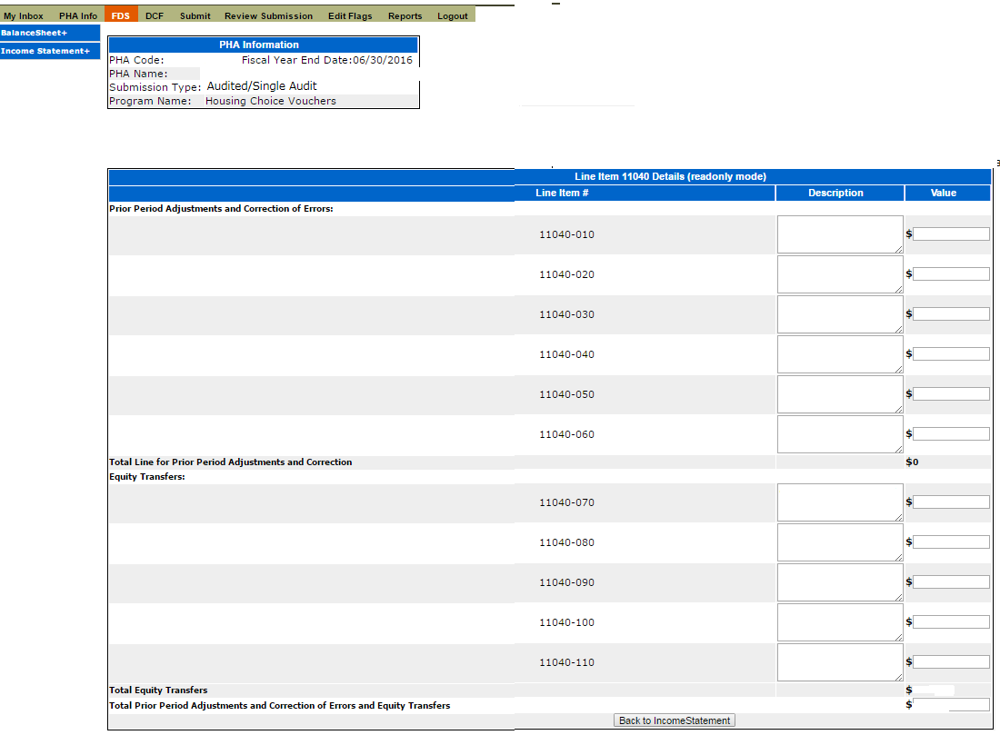 My Inbox PHA Info FDS DCF Submit Review Submission Edit Flags Reports Logout
BalanceSheet+
Income Statement+
PHA Information
PHA Code: Fiscal Year End Date:06/30/2016
PHA Name:
Submission Type: Audited/Single Audit
Program Name: Housing Choice Vouchers
Line Item 11040 Details (readonly mode)
Line Item # Description Value
Prior Period Adjustments and Correction of Errors:
11040-010 $
11040-020 $
11040-030 $
11040-040 $
11040-050 $
11040-060 $
Total Line for Prior Period Adjustments and Correction $0
Equity Transfers:
11040-070 $
11040-080 $
11040-090 $
11040-100 $
11040-110 $
Total Equity Transfers $
Total Prior Period Adjustments and Correction of Errors and Equity Transfers $
Back to IncomeStatement